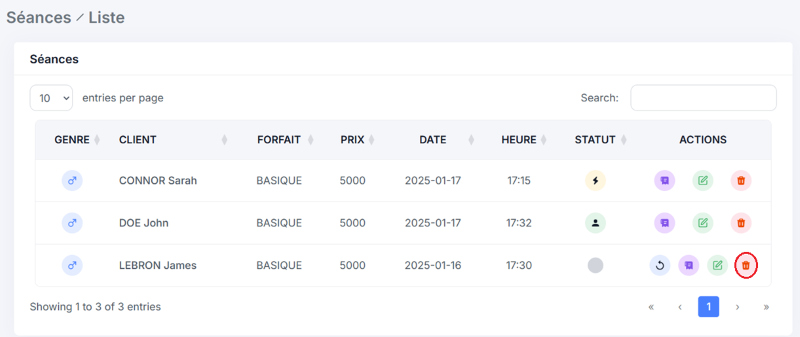 Séances / Liste
Séances
10 entries per page Search:
GENRE CLIENT FORFAIT PRIX DATE HEURE STATUT ACTIONS
CONNOR Sarah BASIQUE 5000 2025-01-17 17:15
DOE John BASIQUE 5000 2025-01-17 17:32
LEBRON James BASIQUE 5000 2025-01-16 17:30
Showing 1 to 3 of 3 entries « ‹ 1 › »